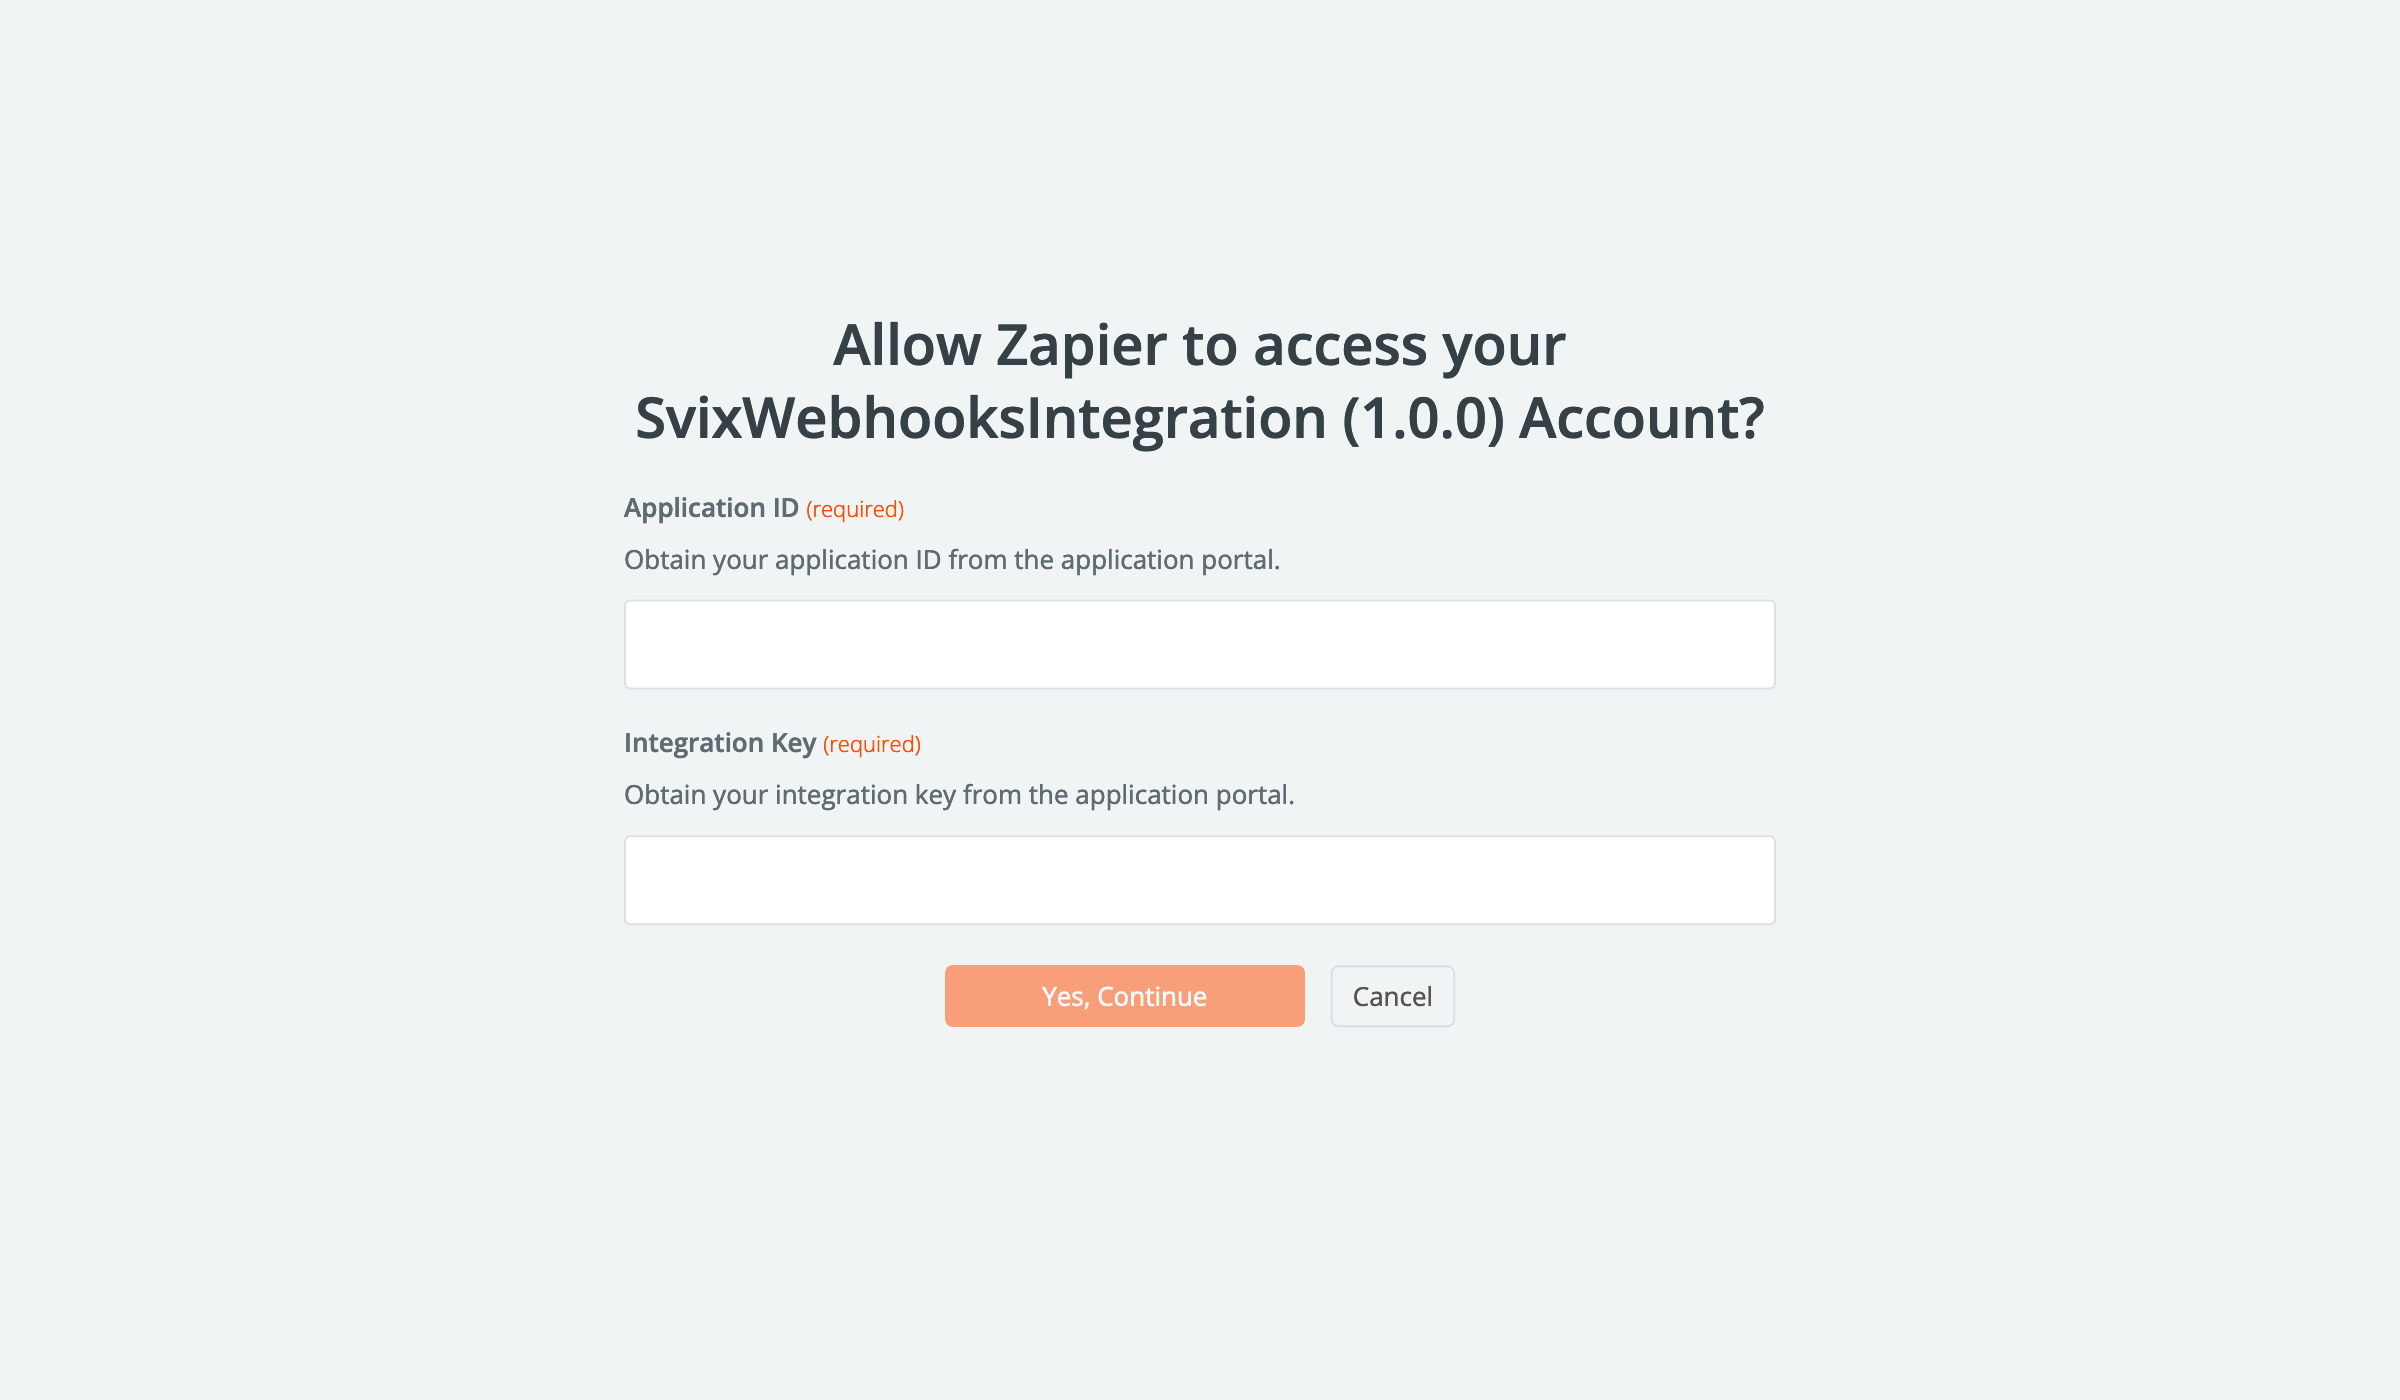 Allow Zapier to access your
SvixWebhooksIntegration (1.0.0) Account?
Application ID (required)
Obtain your application ID from the application portal.
Integration Key (required)
Obtain your integration key from the application portal.
Yes, Continue
Cancel